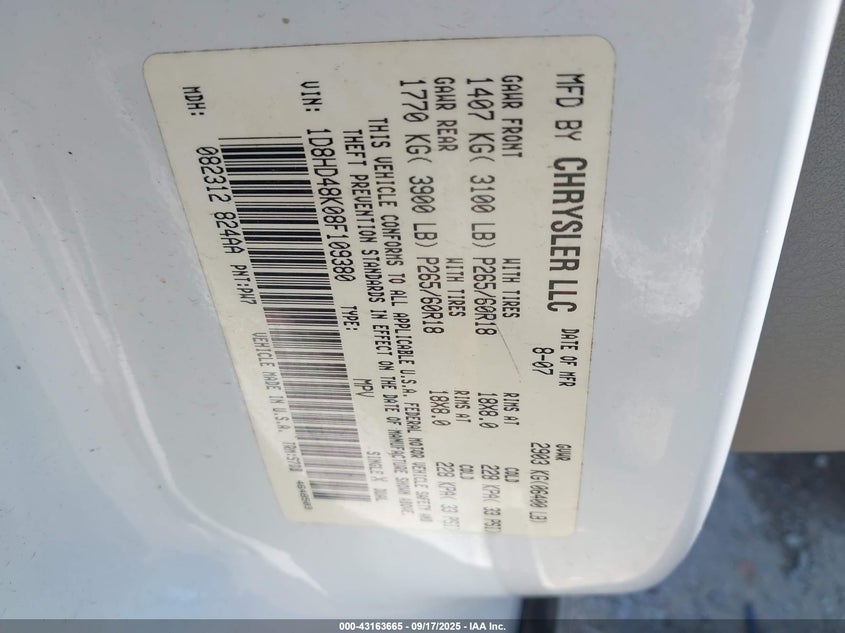 MFD BY CHRYSLER LLC DATE OF MFR GVWR
8-07 2903 KG(06400 LB)
GAWR FRONT WITH TIRES RIMS AT COLD
1407 KG( 3100 LB) P265/60R18 18X8.0 228 KPA( 33 PSI)
GAWR REAR WITH TIRES RIMS AT COLD
1770 KG( 3900 LB) P265/60R18 18X8.0 228 KPA( 33 PSI)
THIS VEHICLE CONFORMS TO ALL APPLICABLE U.S.A. FEDERAL MOTOR VEHICLE SAFETY AND
THEFT PREVENTION STANDARDS IN EFFECT ON THE DATE OF MANUFACTURE SHOWN ABOVE.
VIN: 1D8HD48K08F109380 TYPE: MPV SINGLE X DUAL
MDH: 082312 824AA PNT:PW7
VEHICLE MADE IN U.S.A.
000-43163665 - 09/17/2025 - IAA Inc.